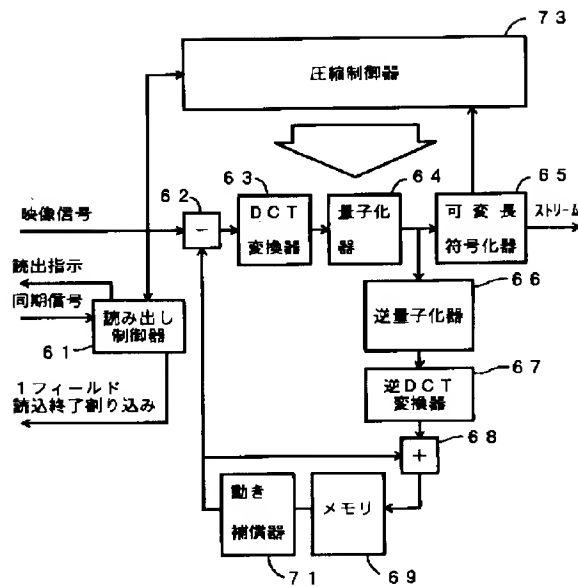 73
圧縮制御器
62
63
64
65
映像信号
−
DCT
変換器
量子化
器
可変長
符号化器
ストリーム
読出指示
同期信号
読み出し
制御器
61
66
逆量子化器
67
逆DCT
変換器
1フィールド
読込終了割り込み
68
+
動き
補償器
メモリ
71
69